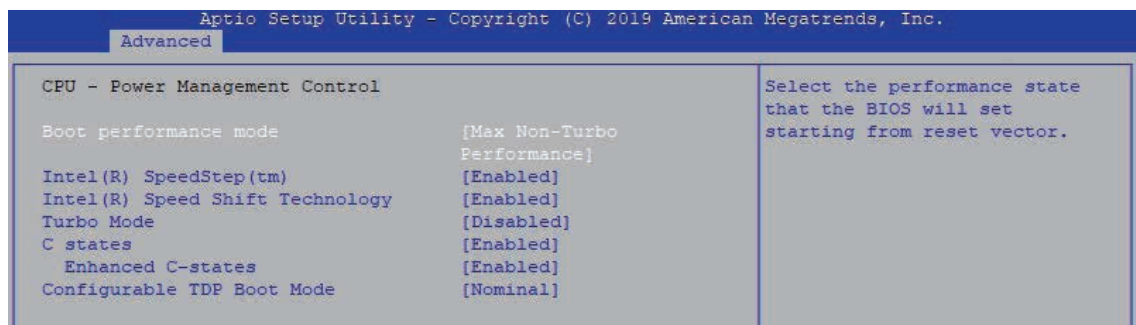 Aptio Setup Utility - Copyright (C) 2019 American Megatrends, Inc.
Advanced
CPU - Power Management Control
Boot performance mode [Max Non-Turbo
Performance]
Intel(R) SpeedStep(tm) [Enabled]
Intel(R) Speed Shift Technology [Enabled]
Turbo Mode [Disabled]
C states [Enabled]
Enhanced C-states [Enabled]
Configurable TDP Boot Mode [Nominal]
Select the performance state
that the BIOS will set
starting from reset vector.